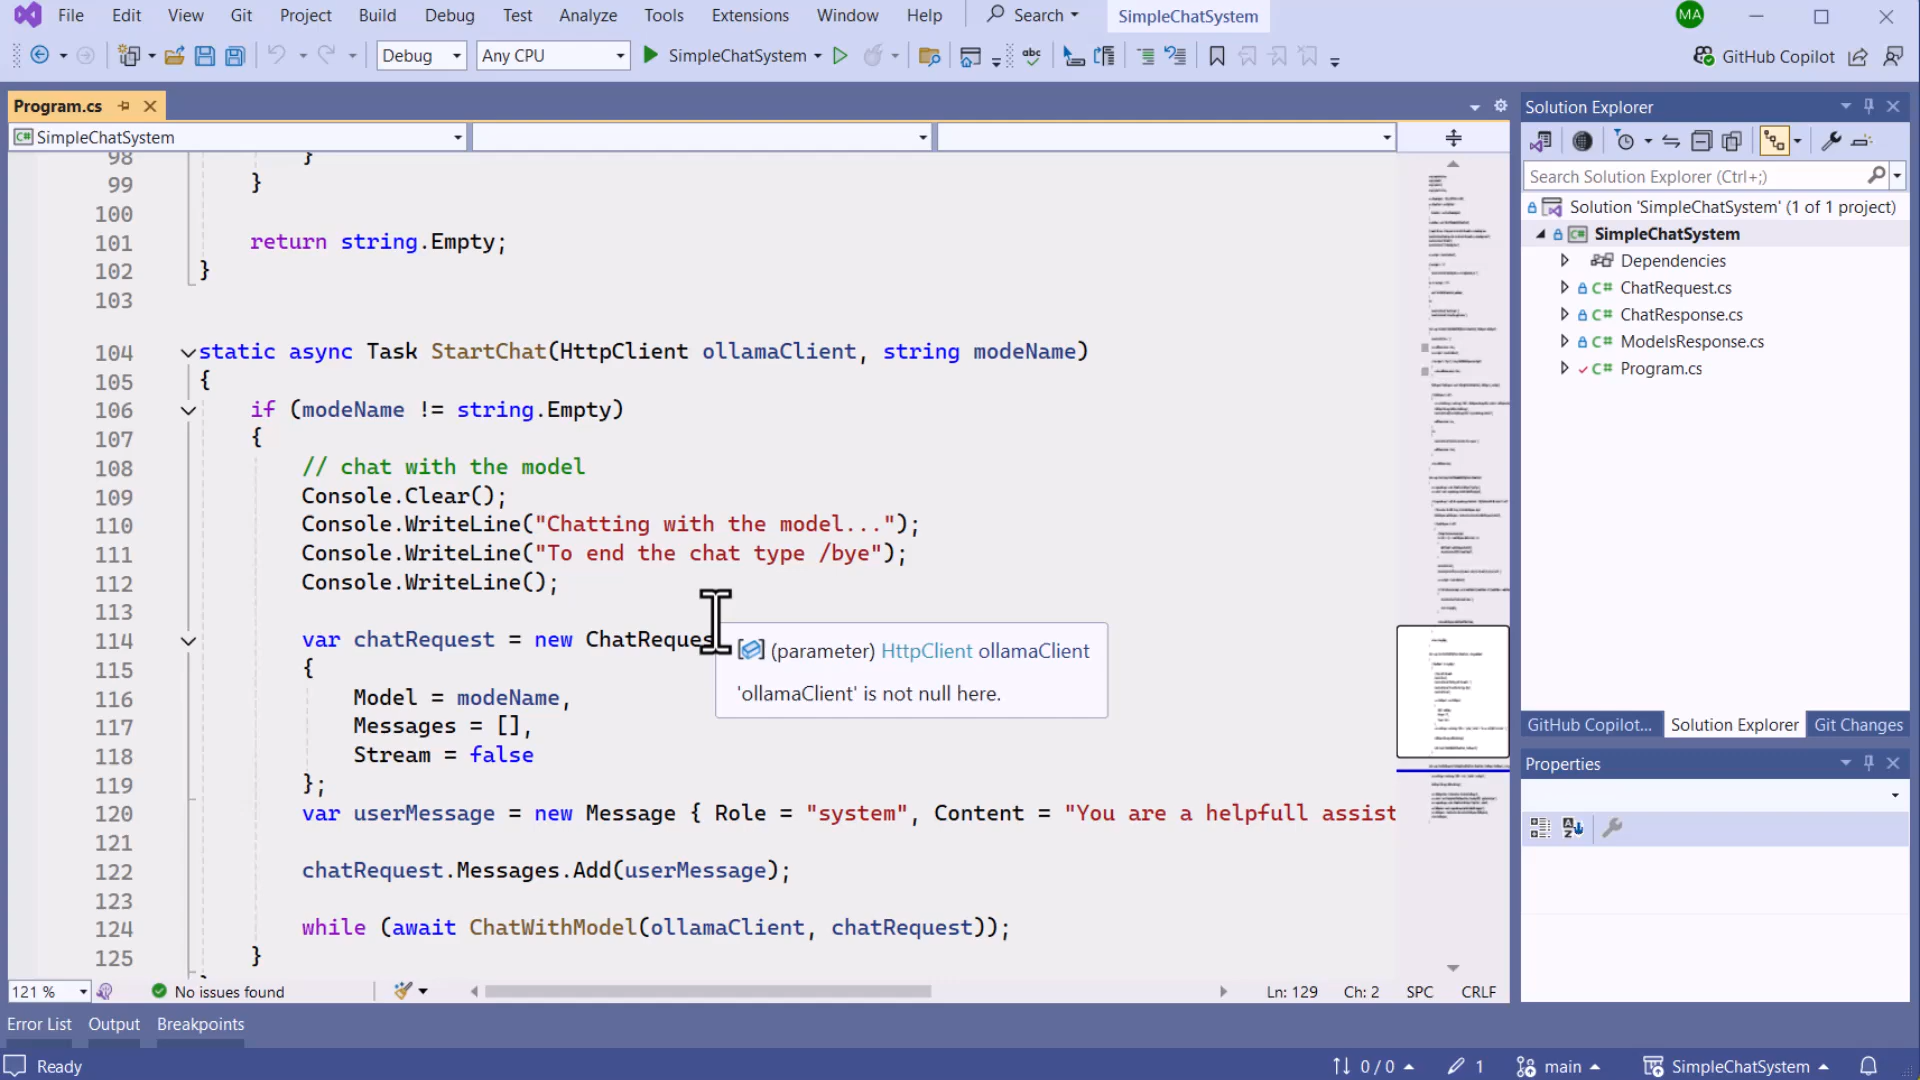 File Edit View Git Project Build Debug Test Analyze Tools Extensions Window Help Search SimpleChatSystem MA
Debug Any CPU SimpleChatSystem abc GitHub Copilot
Program.cs
C# SimpleChatSystem
98 }
99 }
100
101 return string.Empty;
102 }
103
104 static async Task StartChat(HttpClient ollamaClient, string modeName)
105 {
106 if (modeName != string.Empty)
107 {
108 // chat with the model
109 Console.Clear();
110 Console.WriteLine("Chatting with the model...");
111 Console.WriteLine("To end the chat type /bye");
112 Console.WriteLine();
113
114 var chatRequest = new ChatReques
115 {
116 Model = modeName,
117 Messages = [],
118 Stream = false
119 };
120 var userMessage = new Message { Role = "system", Content = "You are a helpfull assist
121
122 chatRequest.Messages.Add(userMessage);
123
124 while (await ChatWithModel(ollamaClient, chatRequest));
125 }
(parameter) HttpClient ollamaClient
'ollamaClient' is not null here.
121 % No issues found Ln: 129 Ch: 2 SPC CRLF
Solution Explorer
Search Solution Explorer (Ctrl+;)
Solution 'SimpleChatSystem' (1 of 1 project)
C# SimpleChatSystem
Dependencies
C# ChatRequest.cs
C# ChatResponse.cs
C# ModelsResponse.cs
C# Program.cs
GitHub Copilot... Solution Explorer Git Changes
Properties
Error List Output Breakpoints
Ready 0 / 0 1 main SimpleChatSystem